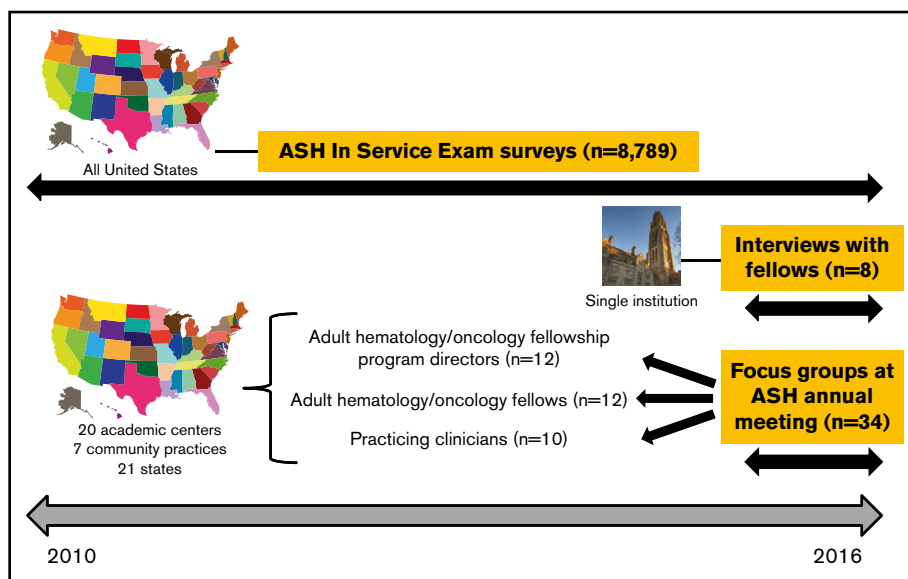 All United States
ASH In Service Exam surveys (n=8,789)
Single institution
Interviews with
fellows (n=8)
20 academic centers
7 community practices
21 states
Adult hematology/oncology fellowship
program directors (n=12)
Adult hematology/oncology fellows (n=12)
Practicing clinicians (n=10)
Focus groups at
ASH annual
meeting (n=34)
2010
2016